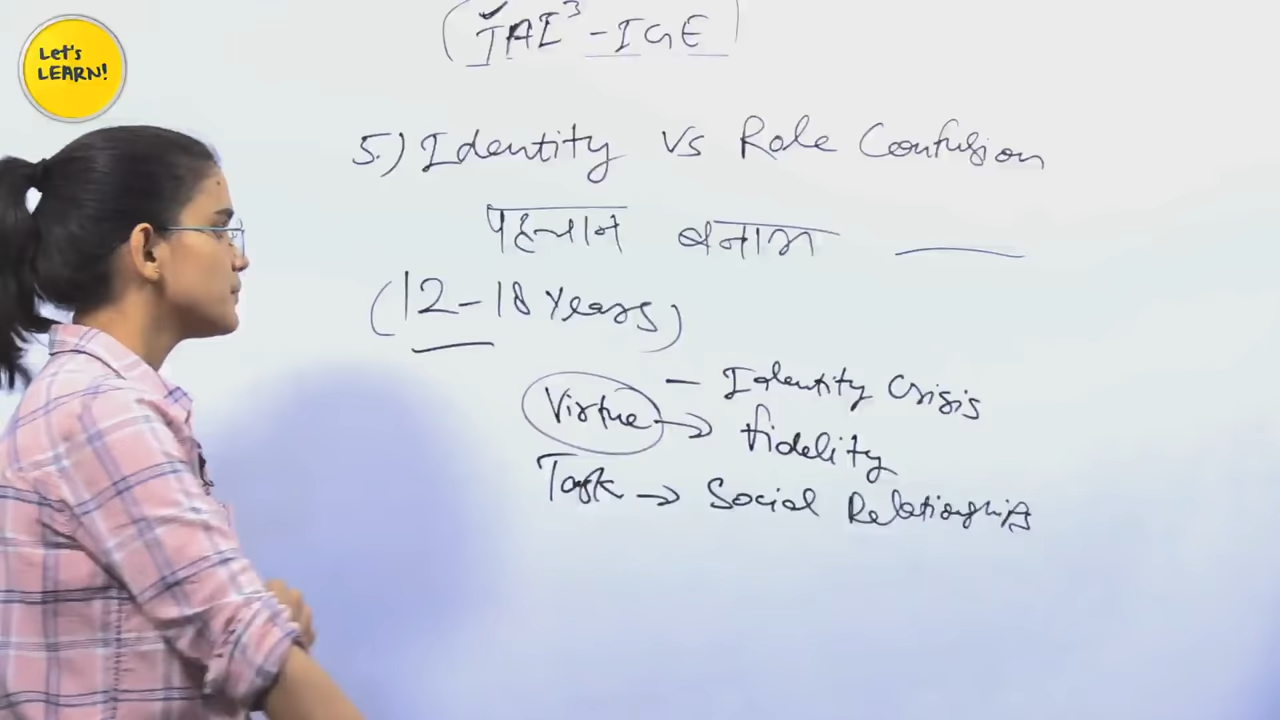 Let's
LEARN!
(TAI³ - IGE)
5.) Identity Vs Role Confusion
पहचान बनाम
(12-18 Years)
- Identity Crisis
Virtue → fidelity
Task → Social Relationships